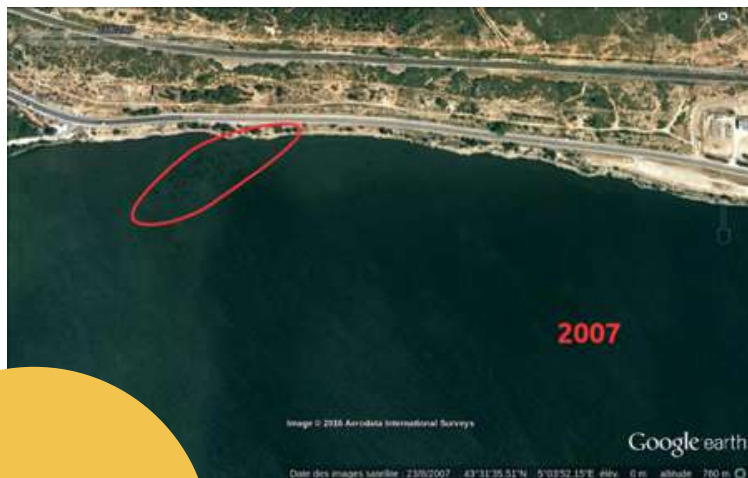 2007
Image © 2016 Aerodata International Surveys
Google earth
Date des images satellite : 23/8/2007 43°31'35.51"N 5°03'52.15"E élév. 0 m altitude 760 m